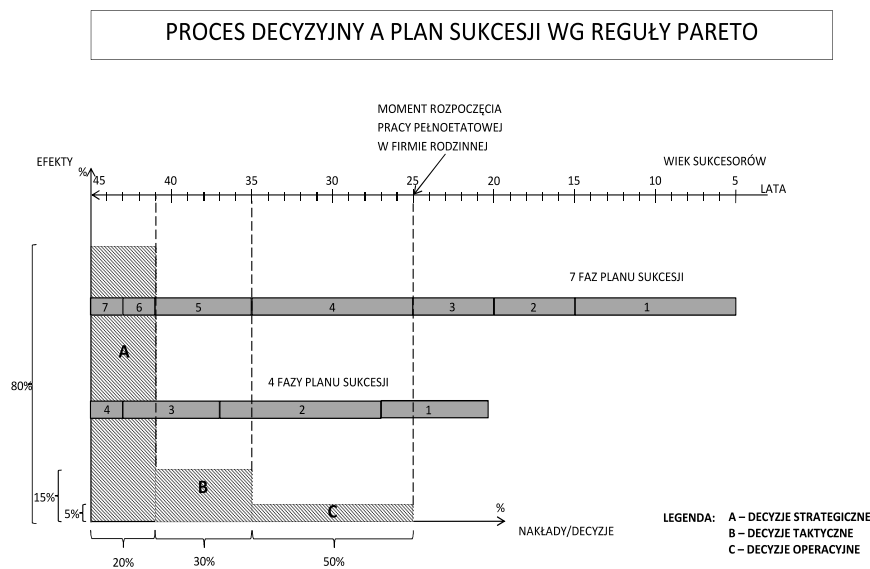 PROCES DECYZYJNY A PLAN SUKCESJI WG REGUŁY PARETO
MOMENT ROZPOCZĘCIA
PRACY PEŁNOETATOWEJ
W FIRMIE RODZINNEJ
EFEKTY
%
WIEK SUKCESORÓW
45 40 35 30 25 20 15 10 5
LATA
7 FAZ PLANU SUKCESJI
7 6 5 4 3 2 1
A
80%
4 FAZY PLANU SUKCESJI
4 3 2 1
15%
B
5%
C
%
NAKŁADY/DECYZJE
20% 30% 50%
LEGENDA: A – DECYZJE STRATEGICZNE
B – DECYZJE TAKTYCZNE
C – DECYZJE OPERACYJNE